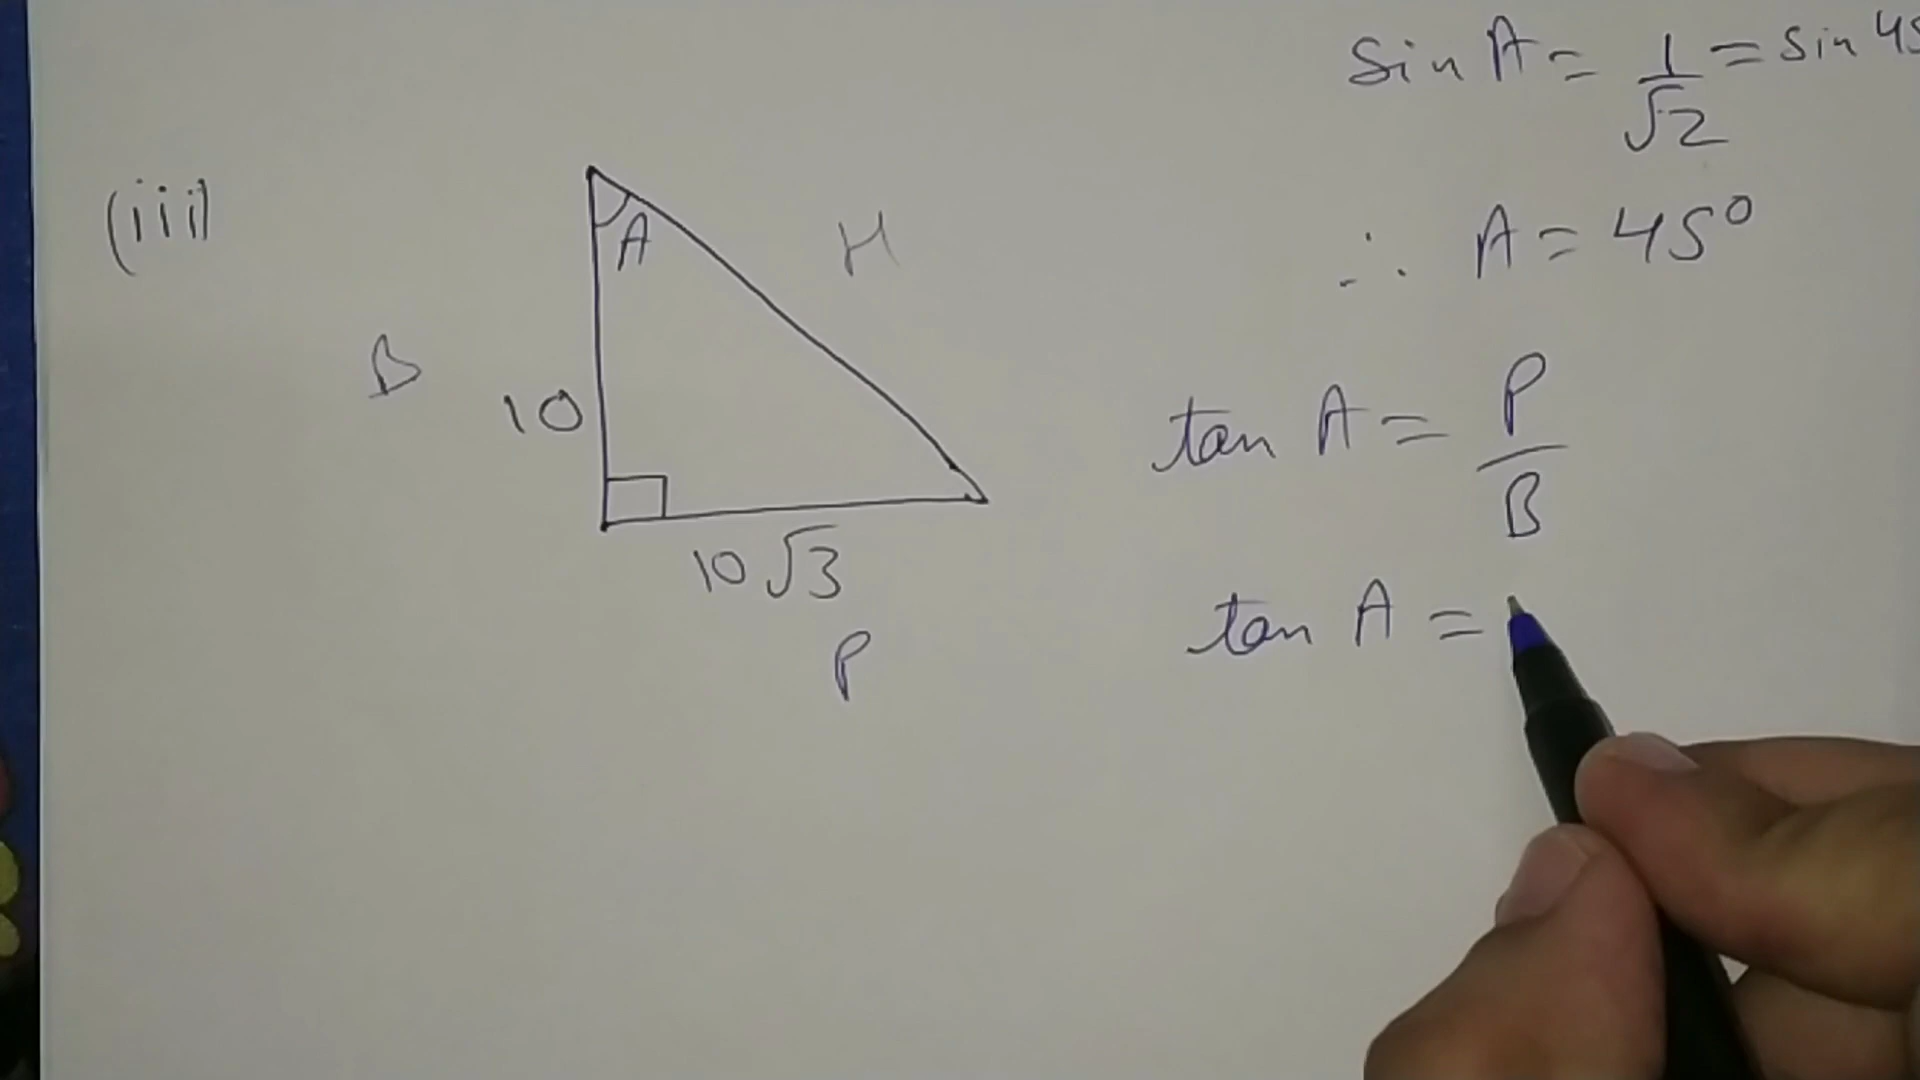 sin A = 1/√2 = sin 45
∴ A = 45°
(iii)
A
H
B
10
10√3
P
tan A = P/B
tan A =